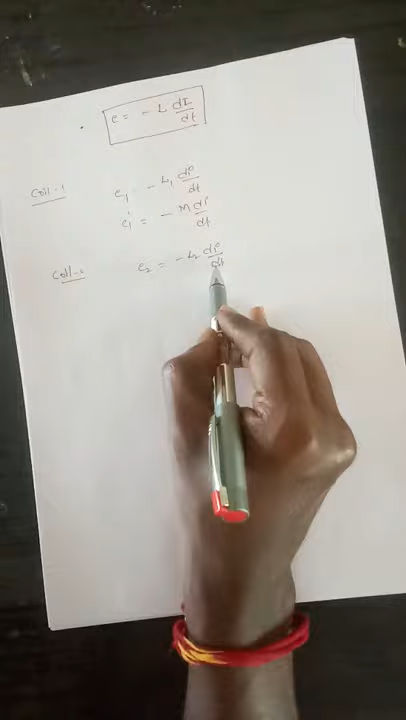 e = - L dI/dt
Coil-1 e₁ - L₁ di/dt
e₁' = - M di/dt
Coil-2 e₂ = - L₂ di/dt